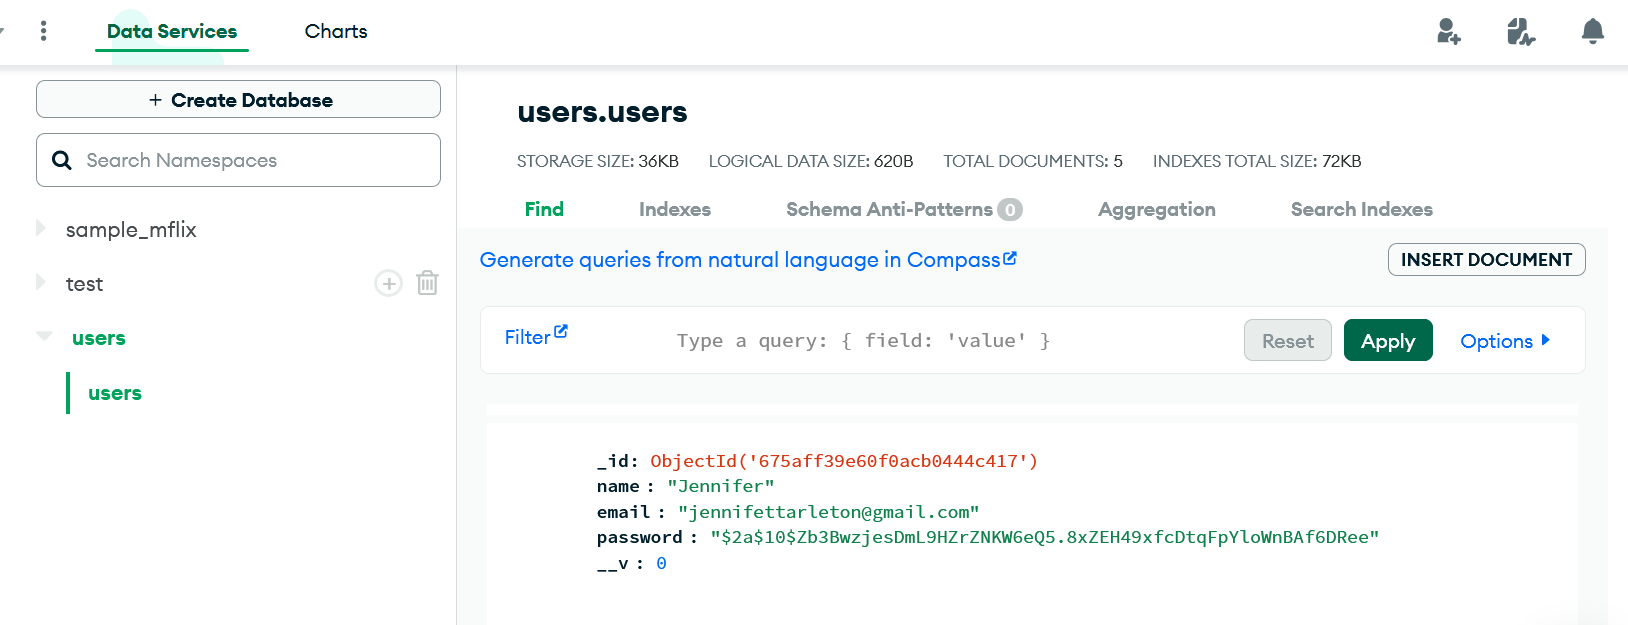 Data Services Charts
+ Create Database
Search Namespaces
sample_mflix
test
users
users
users.users
STORAGE SIZE: 36KB LOGICAL DATA SIZE: 620B TOTAL DOCUMENTS: 5 INDEXES TOTAL SIZE: 72KB
Find Indexes Schema Anti-Patterns 0 Aggregation Search Indexes
Generate queries from natural language in Compass INSERT DOCUMENT
Filter Type a query: { field: 'value' } Reset Apply Options
_id: ObjectId('675aff39e60f0acb0444c417')
name : "Jennifer"
email : "jennifettarleton@gmail.com"
password : "$2a$10$Zb3BwzjesDmL9HZrZNKW6eQ5.8xZEH49xfcDtqFpYloWnBAf6DRee"
__v : 0